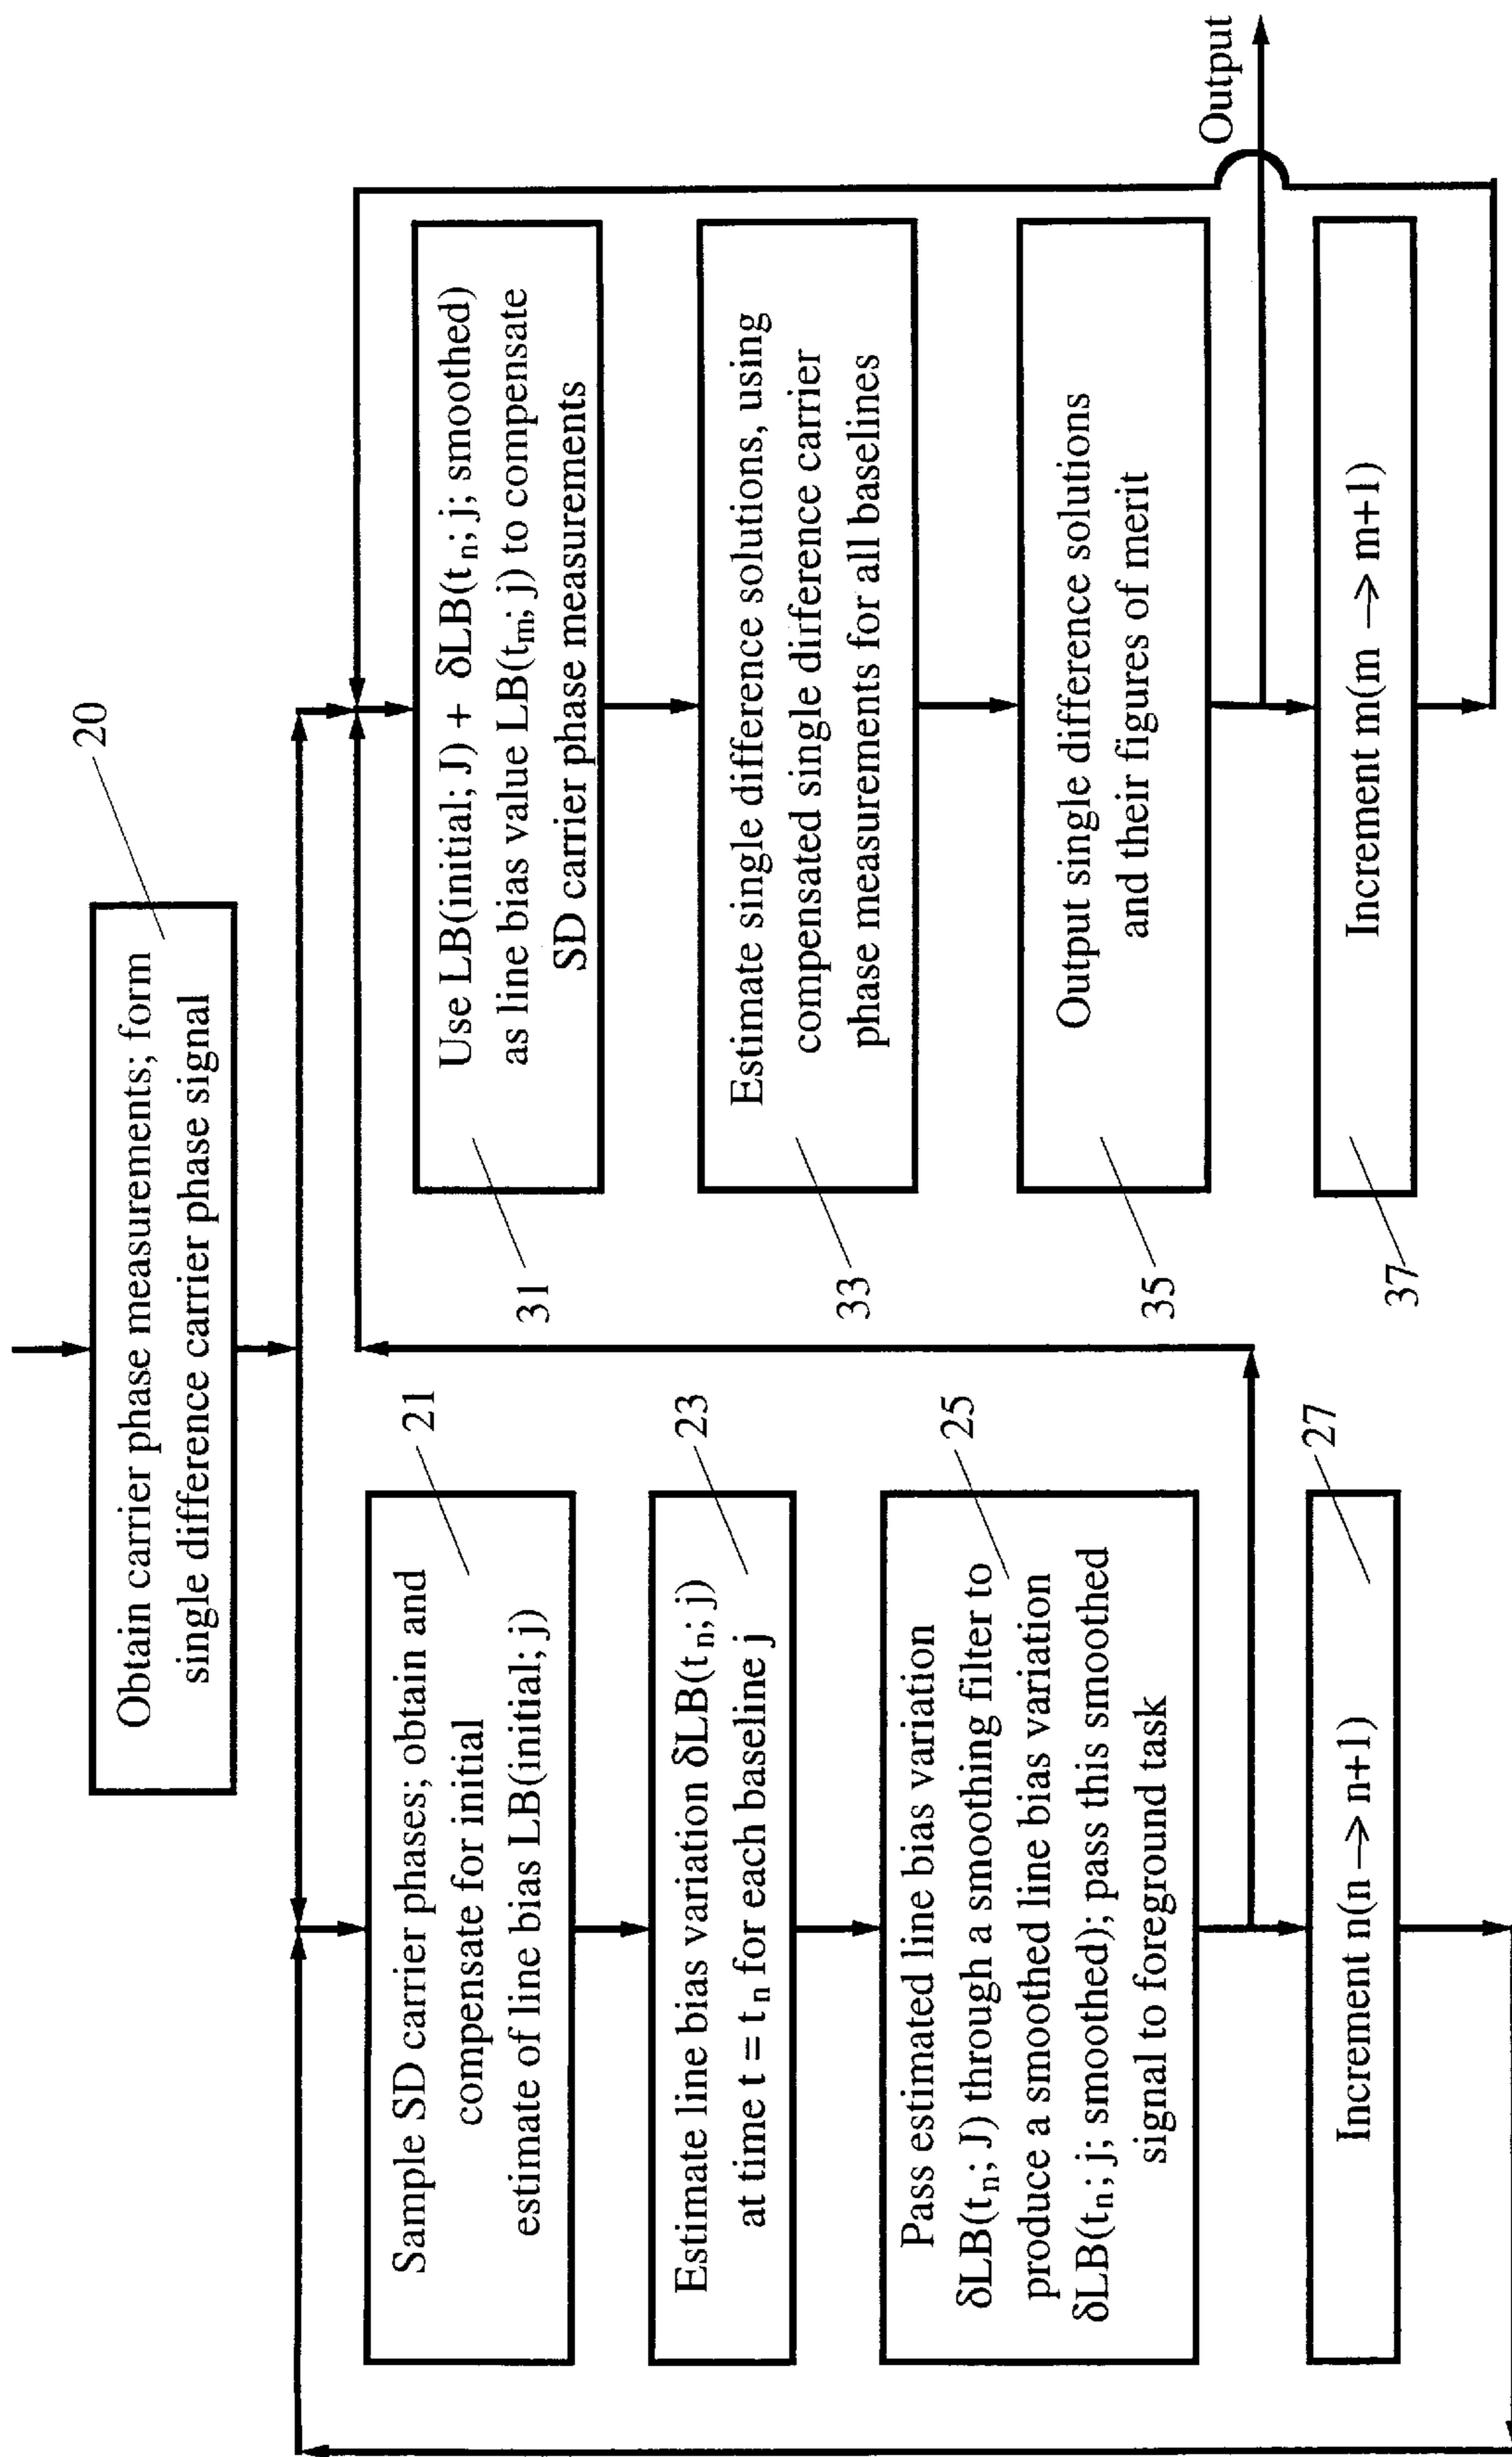 Obtain carrier phase measurements; form
single difference carrier phase signal
20
Sample SD carrier phases; obtain and
compensate for initial
estimate of line bias LB(initial; j)
21
Estimate line bias variation δLB(tₙ; j)
at time t = tₙ for each baseline j
23
Pass estimated line bias variation
δLB(tₙ; J) through a smoothing filter to
produce a smoothed line bias variation
δLB(tₙ; j; smoothed); pass this smoothed
signal to foreground task
25
Increment n(n -> n+1)
27
Use LB(initial; J) + δLB(tₙ; j; smoothed)
as line bias value LB(tₘ; j) to compensate
SD carrier phase measurements
31
Estimate single difference solutions, using
compensated single dirference carrier
phase measurements for all baselines
33
Output single difference solutions
and their figures of merit
35
Increment m(m -> m+1)
37
Output